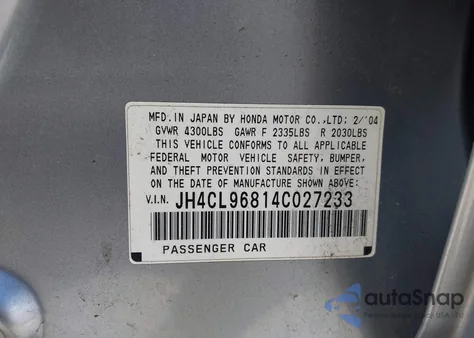 MFD.IN JAPAN BY HONDA MOTOR CO.,LTD: 2/'04
GVWR 4300LBS GAWR F 2335LBS R 2030LBS
THIS VEHICLE CONFORMS TO ALL APPLICABLE
FEDERAL MOTOR VEHICLE SAFETY, BUMPER,
AND THEFT PREVENTION STANDARDS IN EFFECT
ON THE DATE OF MANUFACTURE SHOWN ABOVE:
V.I.N. JH4CL96814C027233
PASSENGER CAR
autoSnap